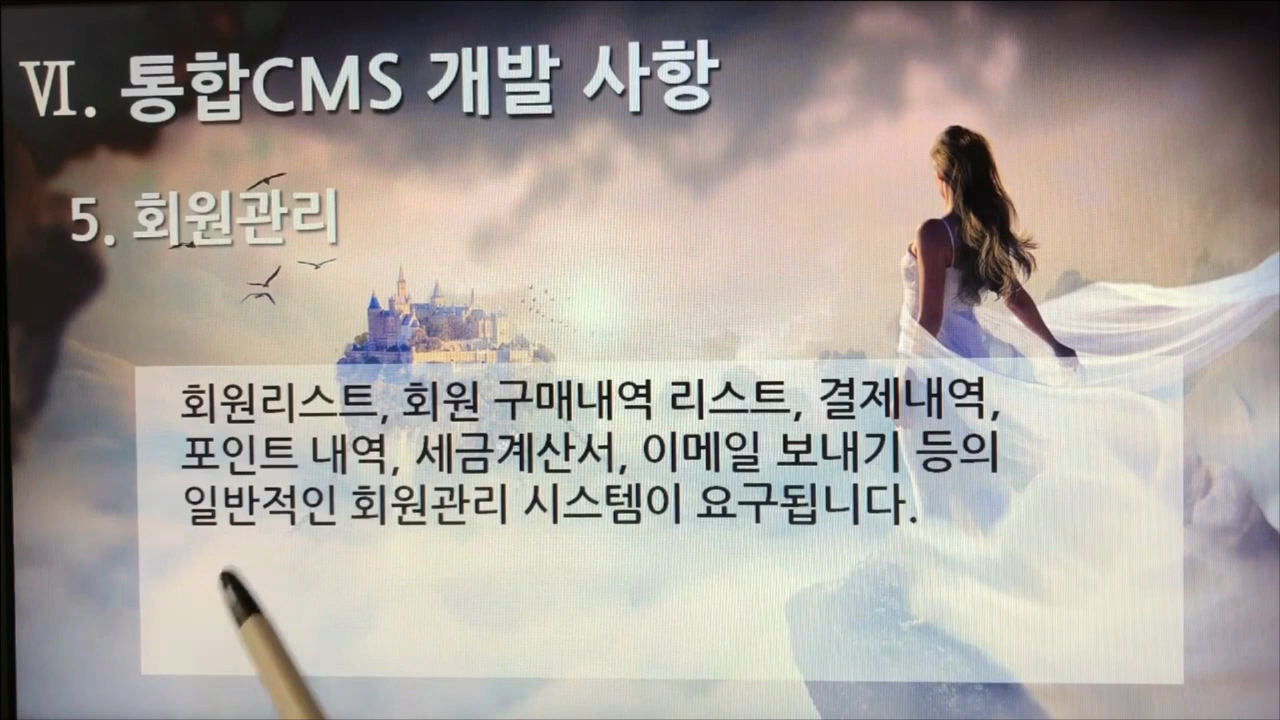 Ⅵ. 통합CMS 개발 사항
5. 회원관리
회원리스트, 회원 구매내역 리스트, 결제내역,
포인트 내역, 세금계산서, 이메일 보내기 등의
일반적인 회원관리 시스템이 요구됩니다.